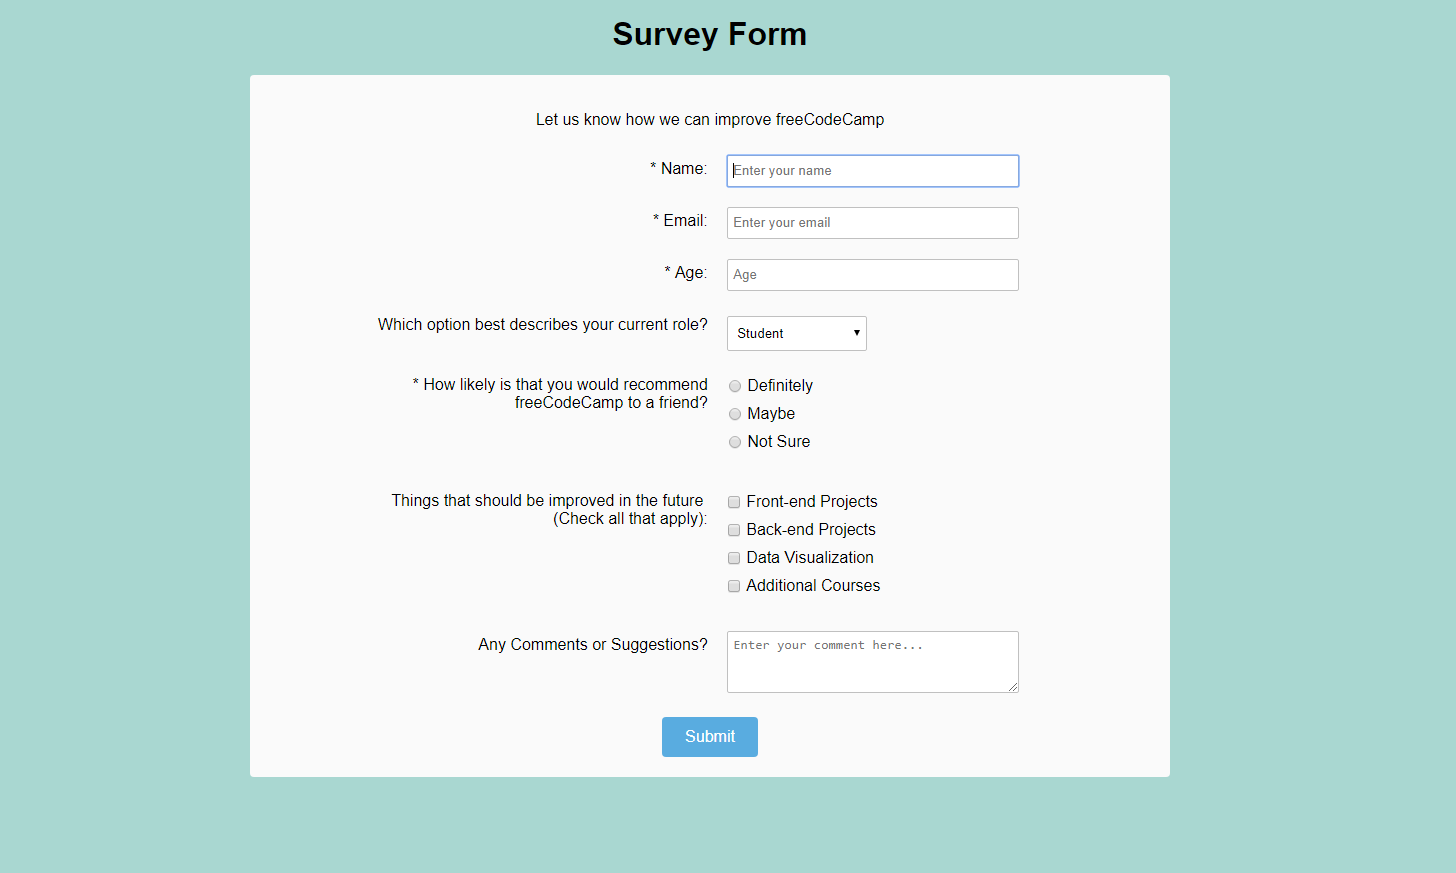 Survey Form
Let us know how we can improve freeCodeCamp
* Name:
Enter your name
* Email:
Enter your email
* Age:
Age
Which option best describes your current role?
Student
* How likely is that you would recommend
freeCodeCamp to a friend?
Definitely
Maybe
Not Sure
Things that should be improved in the future
(Check all that apply):
Front-end Projects
Back-end Projects
Data Visualization
Additional Courses
Any Comments or Suggestions?
Enter your comment here...
Submit